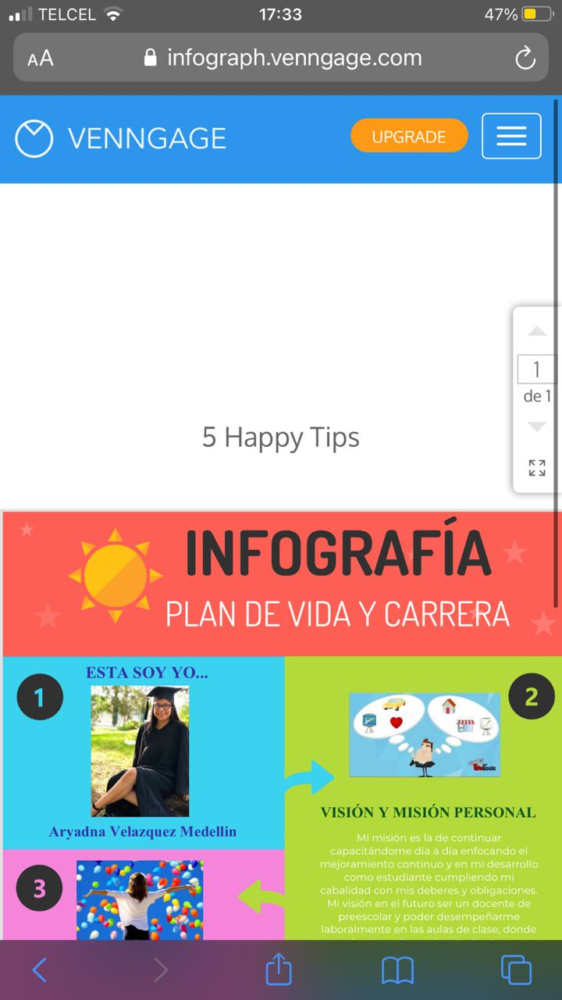 TELCEL 17:33 47%
AA infograph.venngage.com
VENNGAGE UPGRADE
1
de 1
5 Happy Tips
INFOGRAFÍA
PLAN DE VIDA Y CARRERA
1
ESTA SOY YO...
Aryadna Velazquez Medellin
2
VISIÓN Y MISIÓN PERSONAL
Mi misión es la de continuar
capacitándome día a día enfocando el
mejoramiento continuo y en mi desarrollo
como estudiante cumpliendo mi
cabalidad con mis deberes y obligaciones.
Mi visión en el futuro ser un docente de
preescolar y poder desempeñarme
laboralmente en las aulas de clase, donde
3